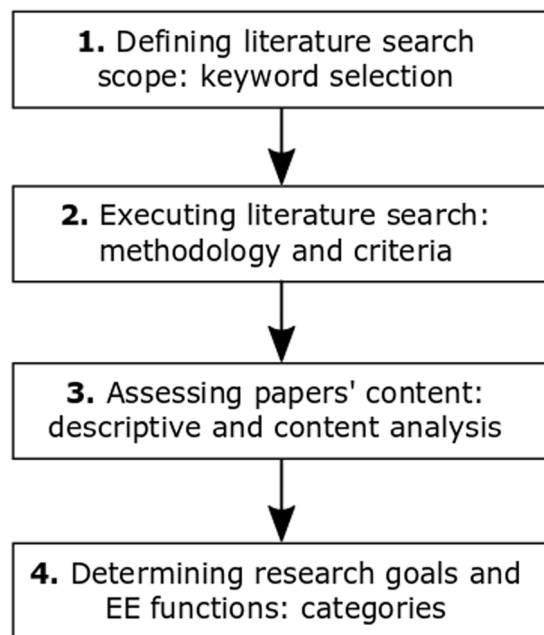 1. Defining literature search
scope: keyword selection
2. Executing literature search:
methodology and criteria
3. Assessing papers' content:
descriptive and content analysis
4. Determining research goals and
EE functions: categories